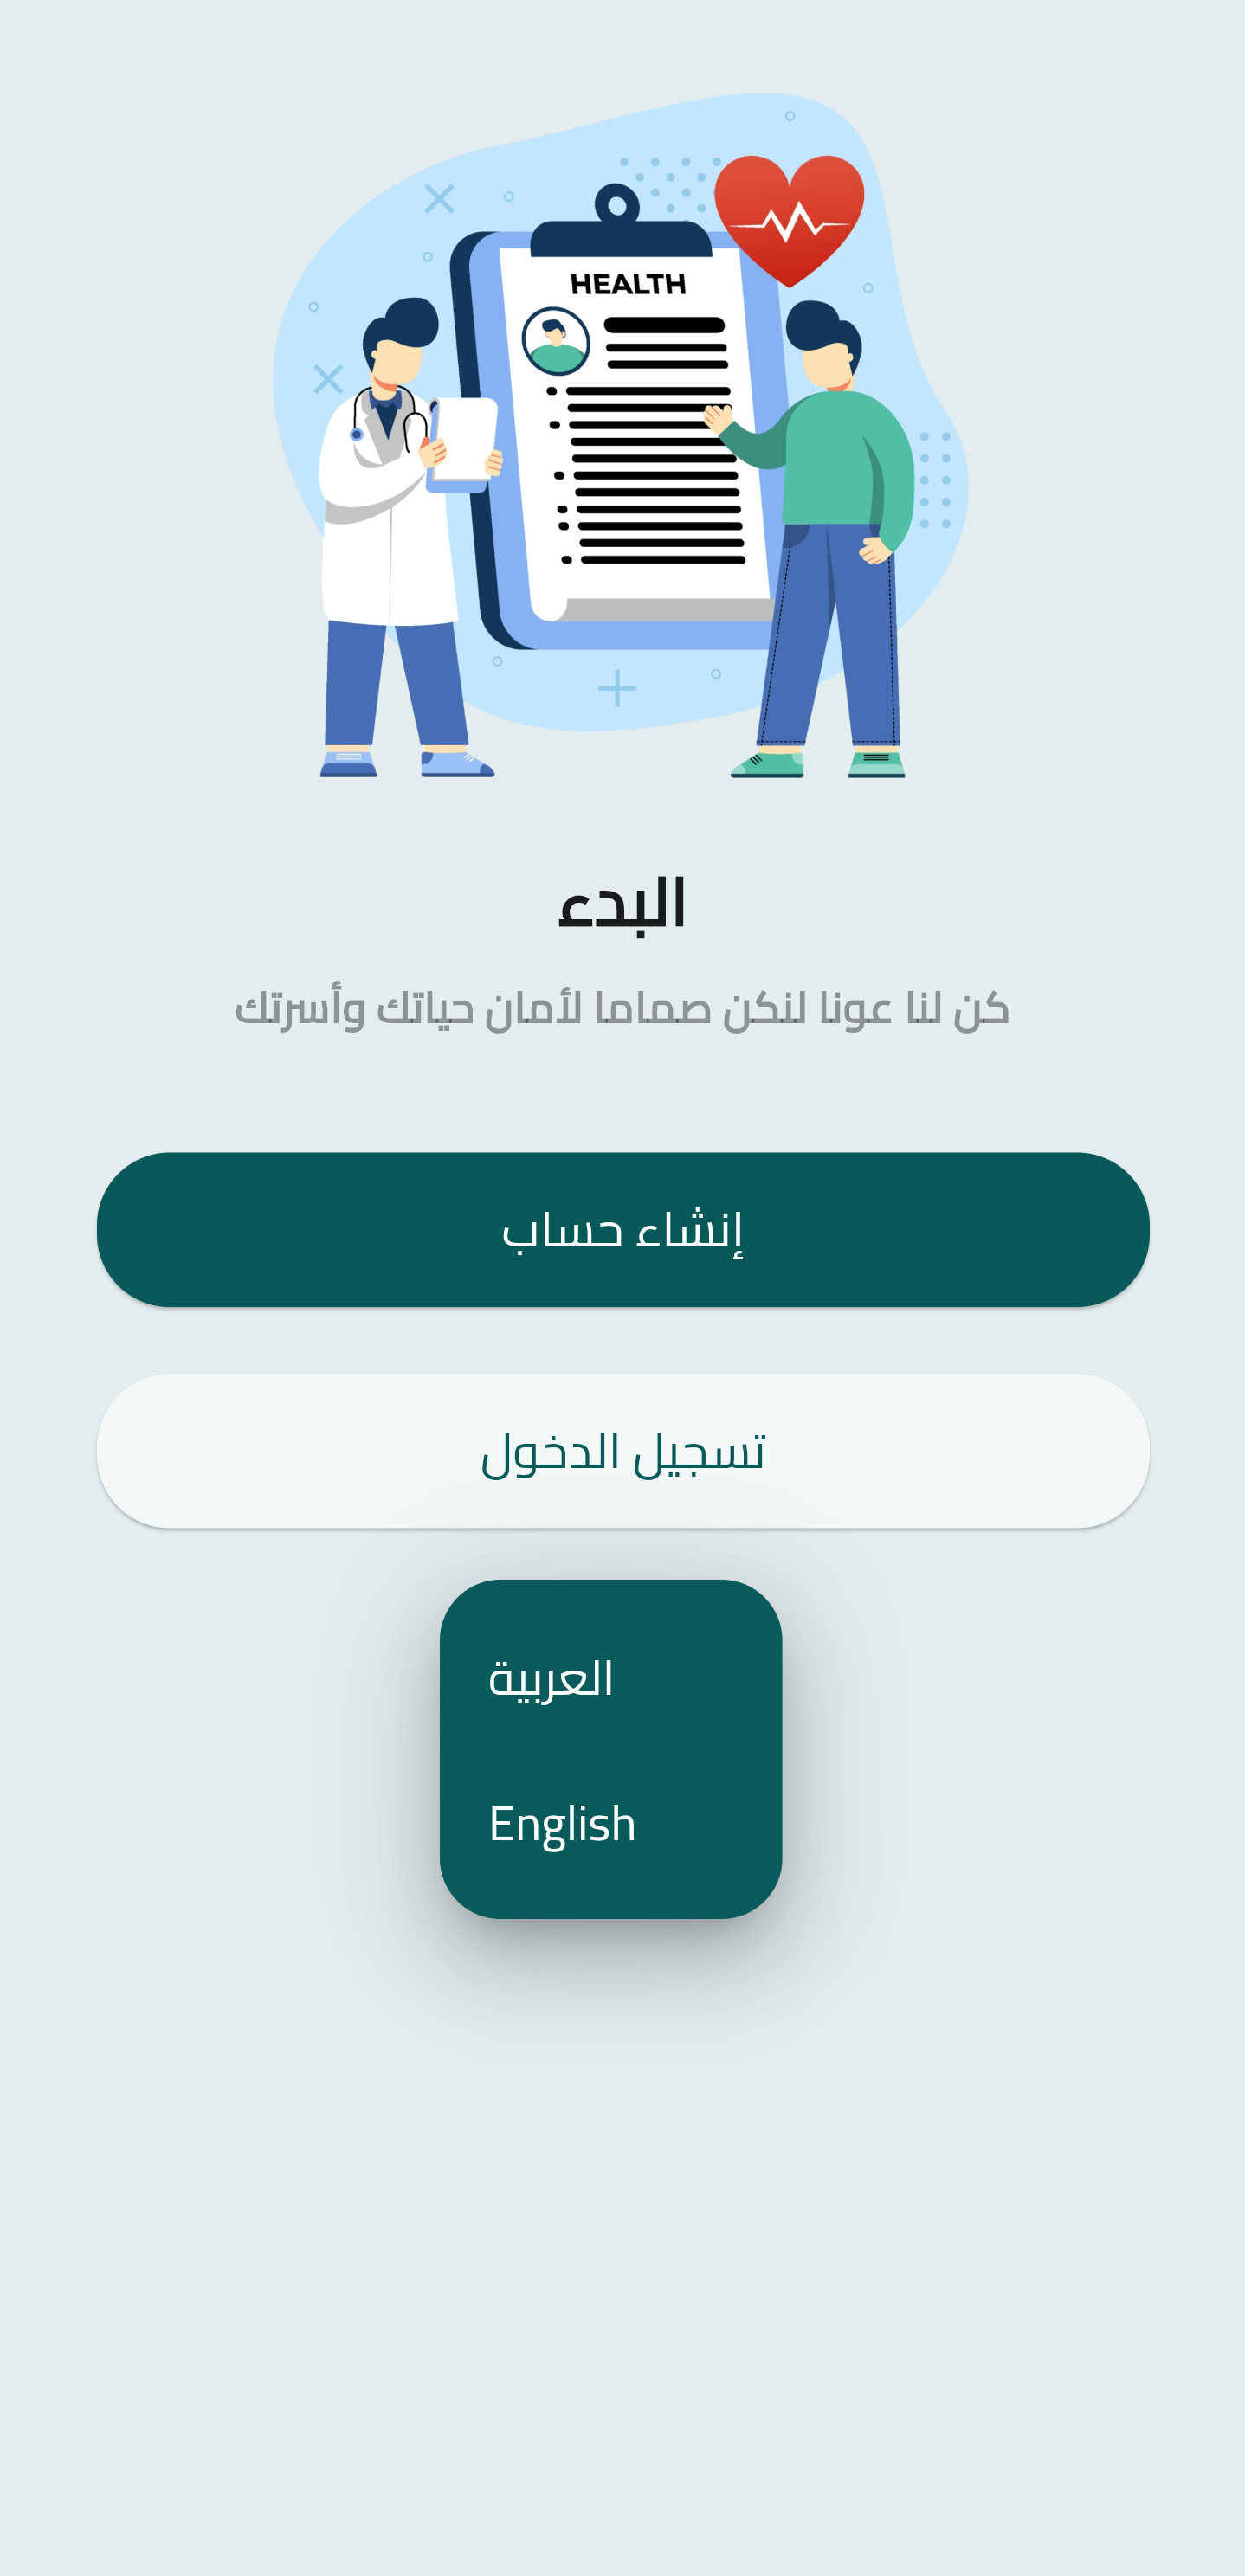 HEALTH
البدء
كن لنا عونا لنكن صماما لأمان حياتك وأسرتك
إنشاء حساب
تسجيل الدخول
العربية
English